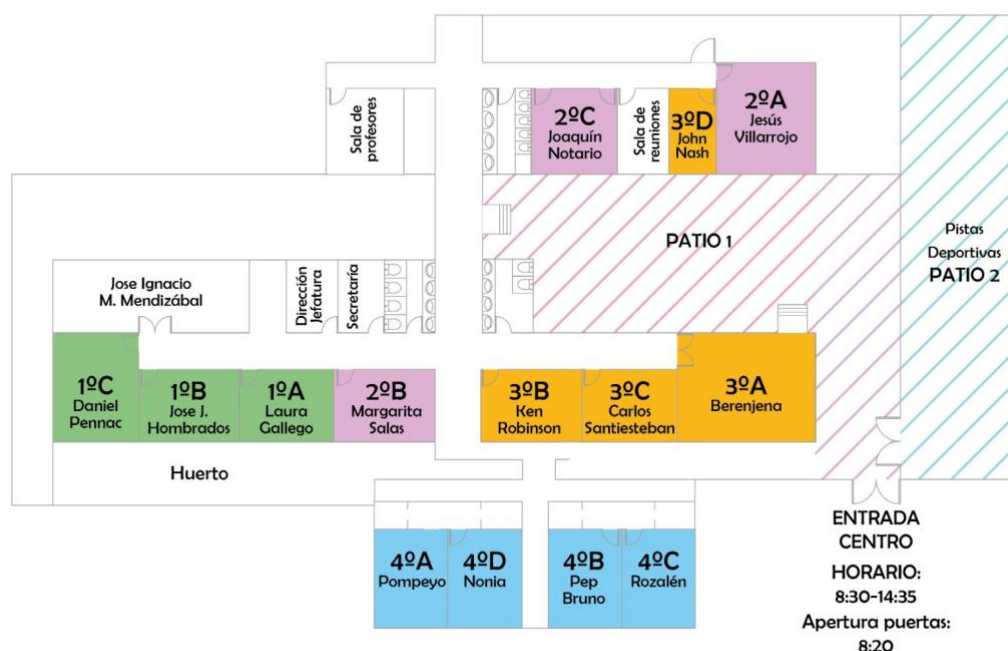 Sala de
profesores
2ºC
Joaquín
Notario
Sala de
reuniones
3ºD
John
Nash
2ºA
Jesús
Villarrojo
PATIO 1
Pistas
Deportivas
PATIO 2
Jose Ignacio
M. Mendizábal
Dirección
Jefatura
Secretaría
1ºC
Daniel
Pennac
1ºB
Jose J.
Hombrados
1ºA
Laura
Gallego
2ºB
Margarita
Salas
3ºB
Ken
Robinson
3ºC
Carlos
Santiesteban
3ºA
Berenjena
Huerto
4ºA
Pompeyo
4ºD
Nonia
4ºB
Pep
Bruno
4ºC
Rozalén
ENTRADA
CENTRO
HORARIO:
8:30-14:35
Apertura puertas:
8:20